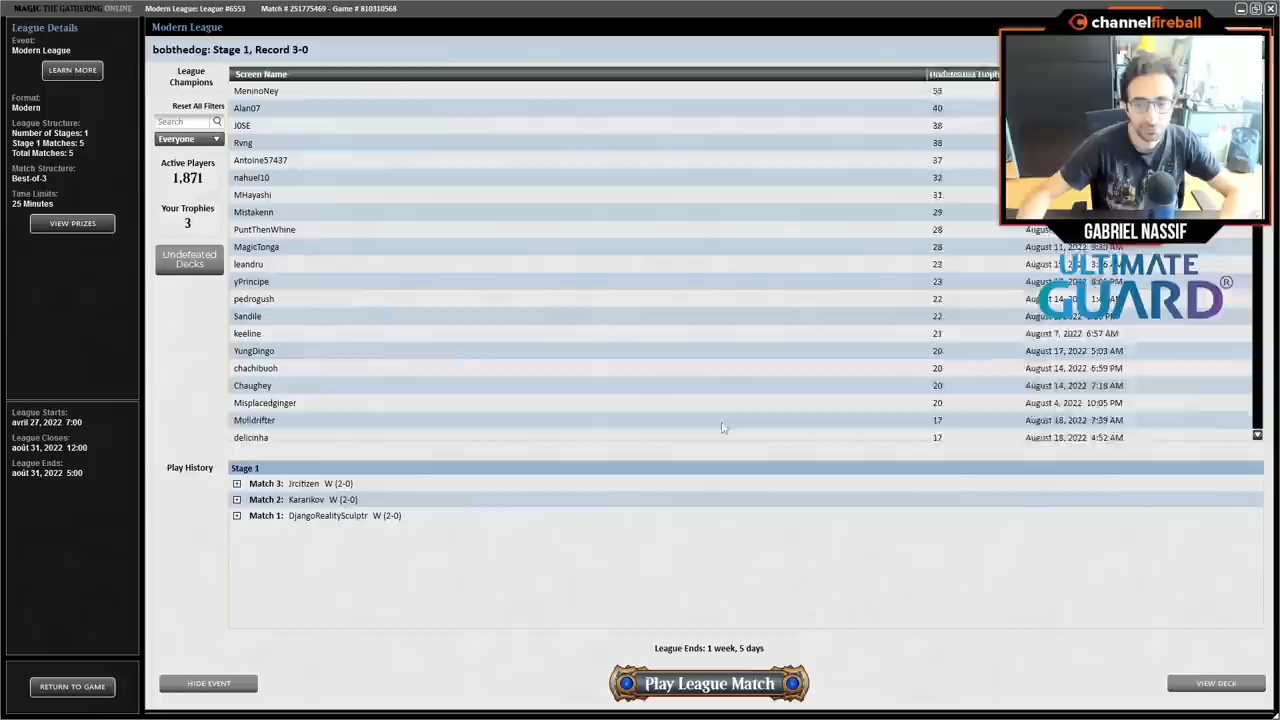 MAGIC THE GATHERING ONLINE Modern League: League #6553 Match # 251775469 - Game # 810310568
League Details
Event:
Modern League
LEARN MORE
Format:
Modern
League Structure:
Number of Stages: 1
Stage 1 Matches: 5
Total Matches: 5
Match Structure:
Best-of-3
Time Limits:
25 Minutes
VIEW PRIZES
League Starts:
avril 27, 2022 7:00
League Closes:
août 31, 2022 12:00
League Ends:
août 31, 2022 5:00
RETURN TO GAME
Modern League
bobthedog: Stage 1, Record 3-0
League Champions
Reset All Filters
Search
Everyone
Active Players
1,871
Your Trophies
3
Undefeated Decks
Screen Name
MeninoNey 55
Alan07 40
J0SE 38
Rvng 38
Antoine57437 37
nahuel10 32
MHayashi 31
Mistakenn 29
PuntThenWhine 28
MagicTonga 28 August 11, 2022
leandru 23 August
yPrincipe 23 August
pedrogush 22 August 14,
Sandile 22 August
keeline 21 August 7, 2022 6:57 AM
YungDingo 20 August 17, 2022 5:03 AM
chachibuoh 20 August 14, 2022 6:59 PM
Chaughey 20 August 14, 2022 7:18 AM
Misplacedginger 20 August 4, 2022 10:05 PM
Mulldrifter 17 August 18, 2022 7:39 AM
delicinha 17 August 18, 2022 4:52 AM
Play History
Stage 1
Match 3: Jrcitizen W (2-0)
Match 2: Kararikov W (2-0)
Match 1: DjangoRealitySculptr W (2-0)
League Ends: 1 week, 5 days
HIDE EVENT
Play League Match
VIEW DECK
channelfireball
GABRIEL NASSIF
ULTIMATE
GUARD®